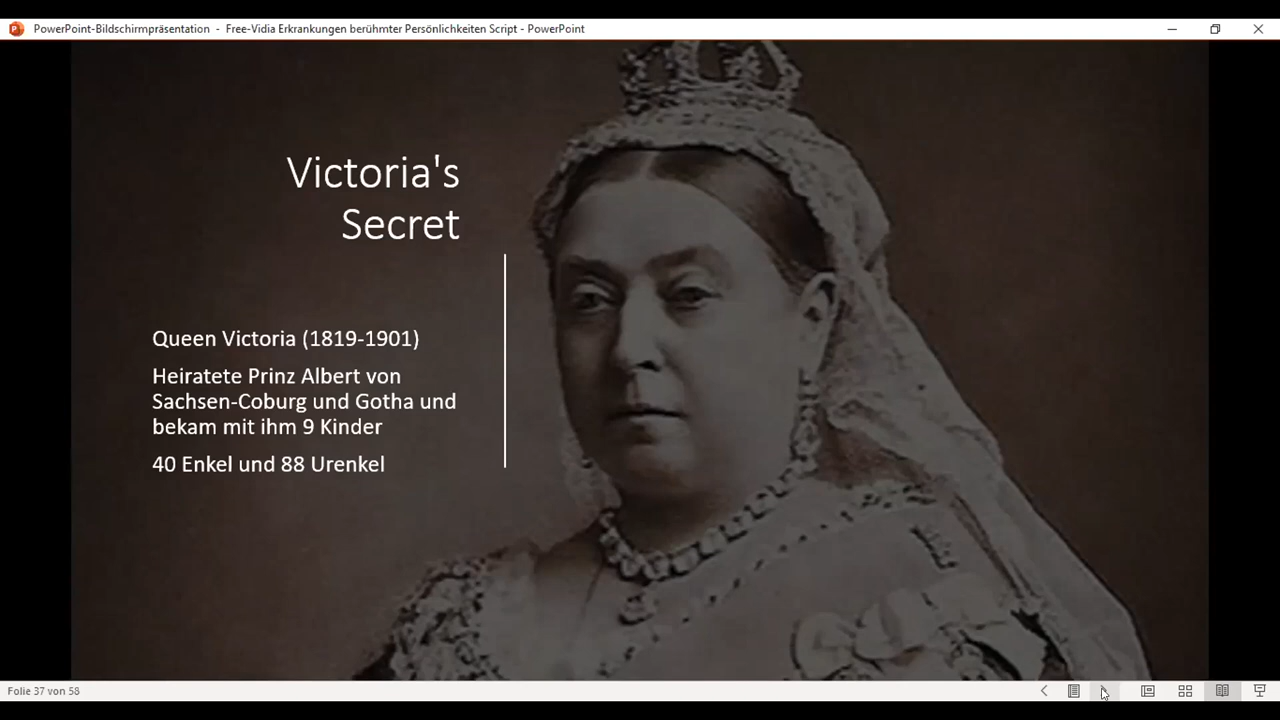 PowerPoint-Bildschirmpräsentation - Free-Vidia Erkrankungen berühmter Persönlichkeiten Script - PowerPoint
Victoria's
Secret
Queen Victoria (1819-1901)
Heiratete Prinz Albert von
Sachsen-Coburg und Gotha und
bekam mit ihm 9 Kinder
40 Enkel und 88 Urenkel
Folie 37 von 58